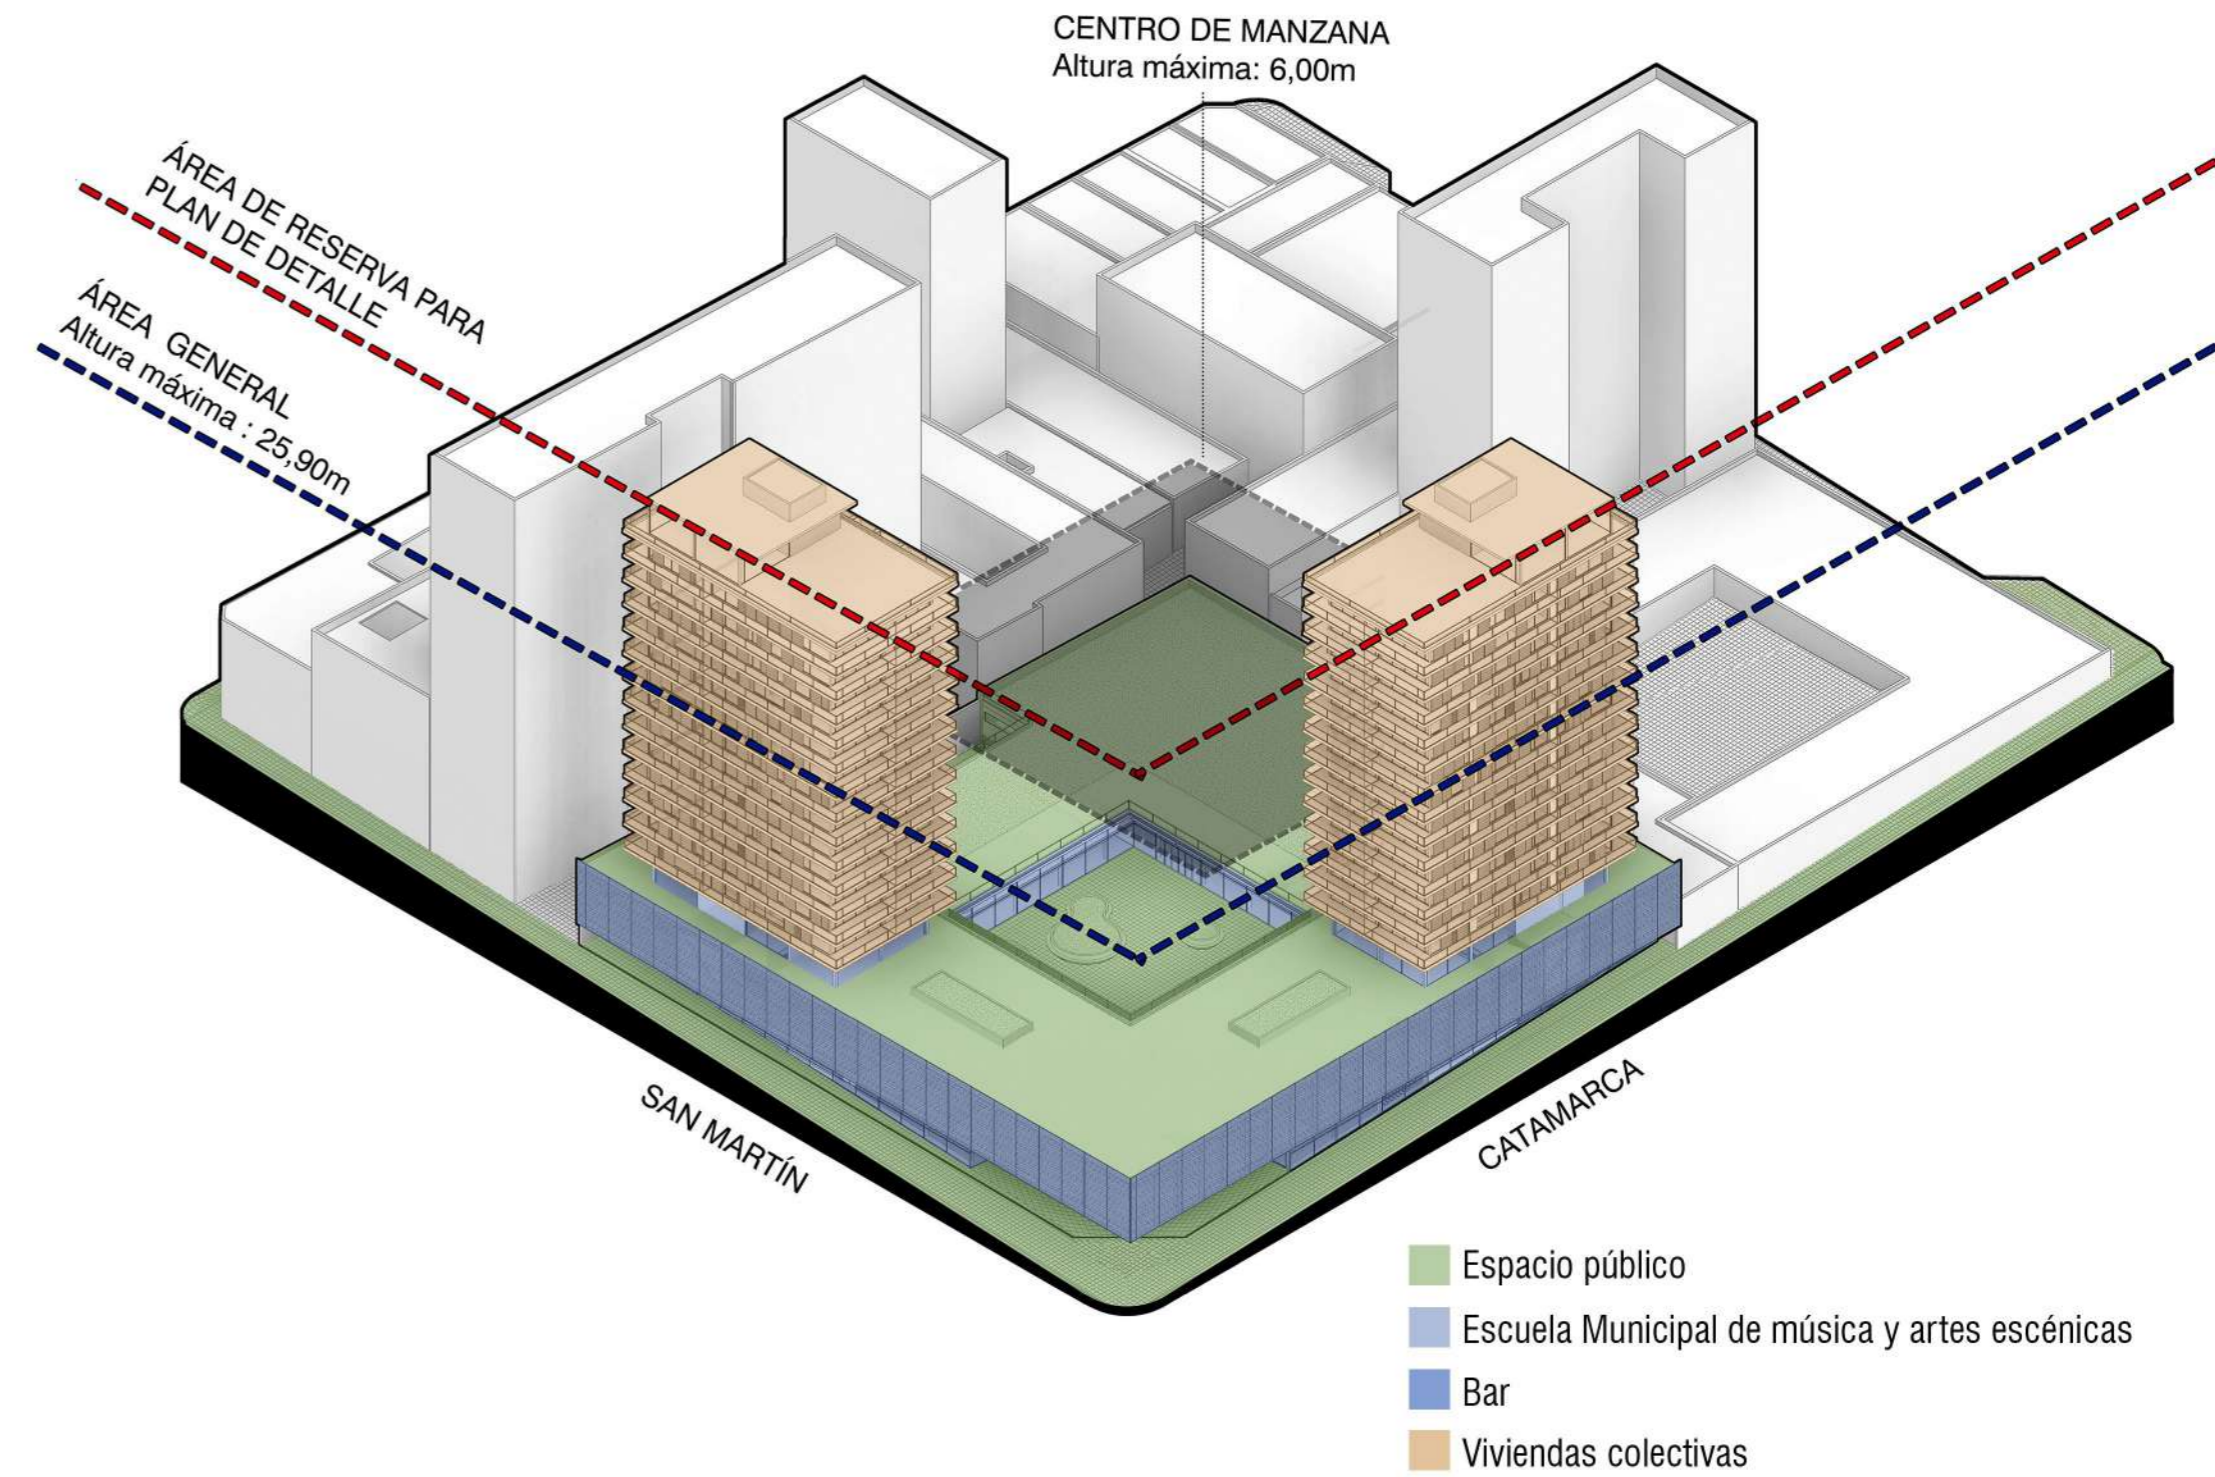 CENTRO DE MANZANA
Altura máxima: 6,00m
ÁREA DE RESERVA PARA
PLAN DE DETALLE
ÁREA GENERAL
Altura máxima : 25,90m
SAN MARTÍN
CATAMARCA
Espacio público
Escuela Municipal de música y artes escénicas
Bar
Viviendas colectivas